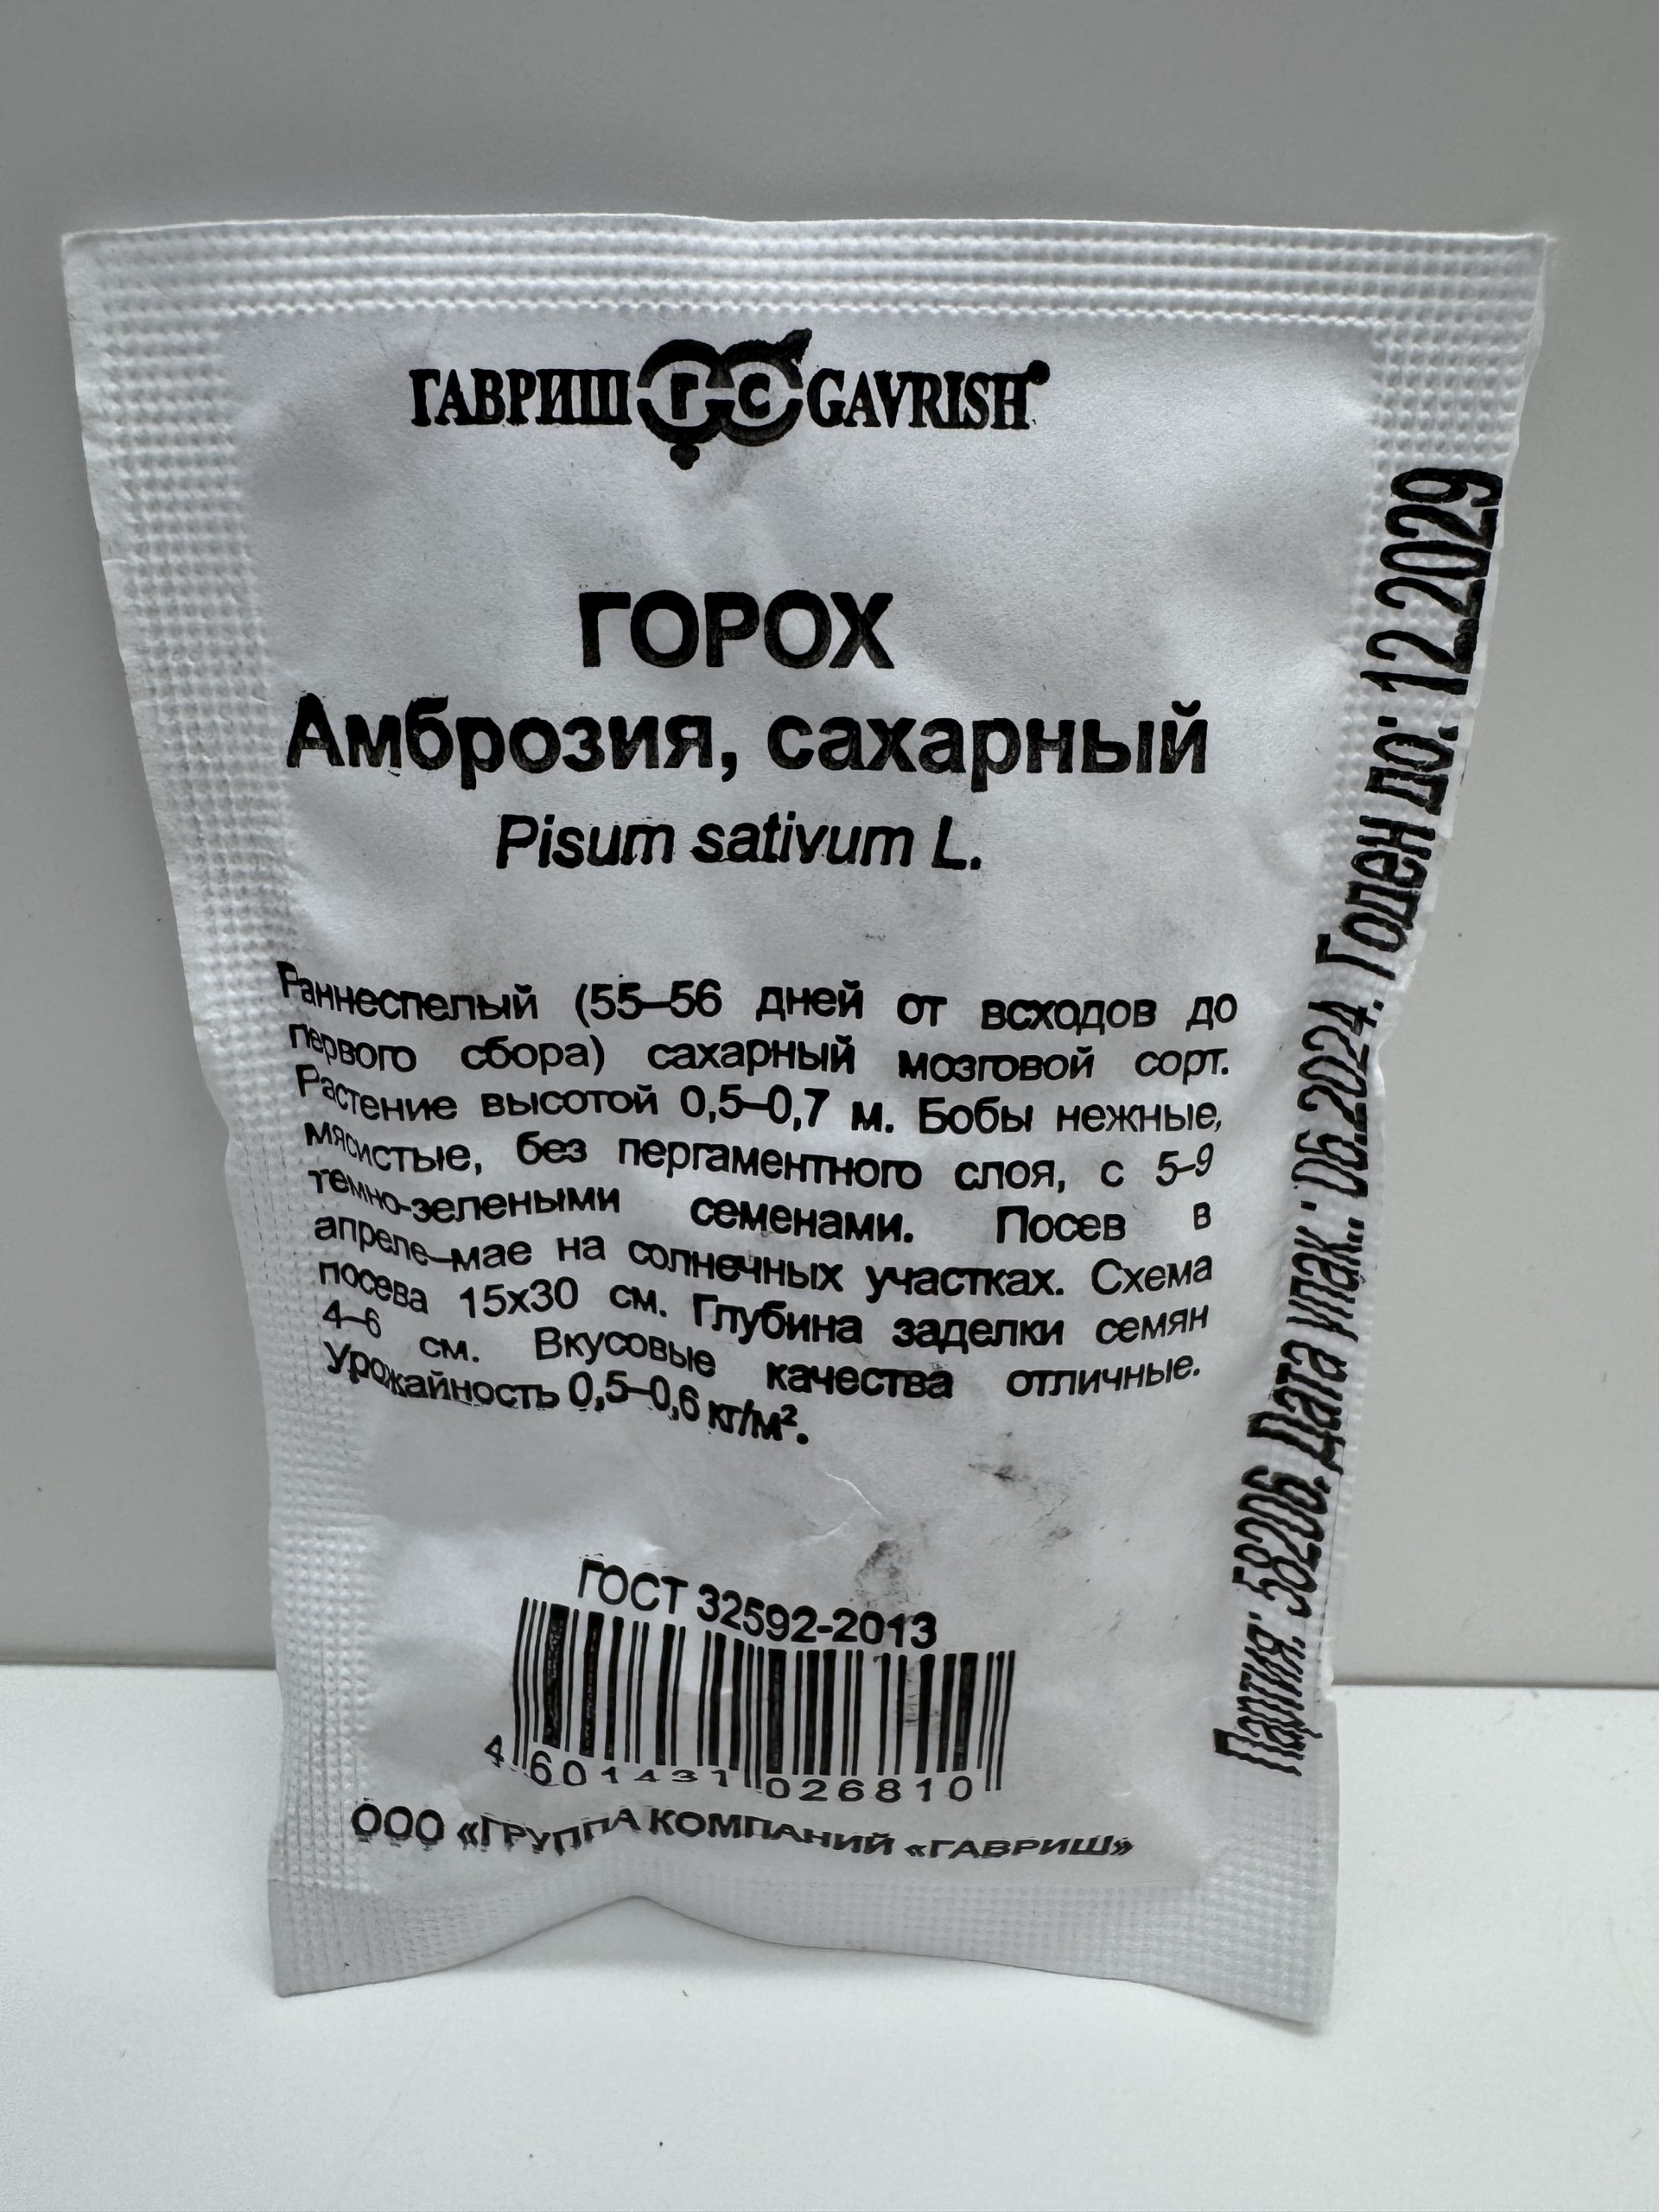 ГАВРИШ ГС GAVRISH®
ГОРОХ
Амброзия, сахарный
Pisum sativum L.
Раннеспелый (55–56 дней от всходов до
первого сбора) сахарный мозговой сорт.
Растение высотой 0,5–0,7 м. Бобы нежные,
мясистые, без пергаментного слоя, с 5-9
темно-зелеными семенами. Посев в
апреле–мае на солнечных участках. Схема
посева 15х30 см. Глубина заделки семян
4–6 см. Вкусовые качества отличные.
Урожайность 0,5–0,6 кг/м².
ГОСТ 32592-2013
4 601431 026810
ООО «ГРУППА КОМПАНИЙ «ГАВРИШ»
Партия: 58206. Дата упак.: 06.2024. Годен до: 12.2029